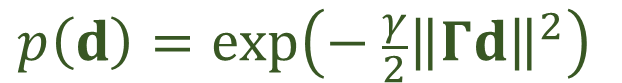 p(𝐝) = exp(− γ/2 ‖𝚪𝐝‖²)